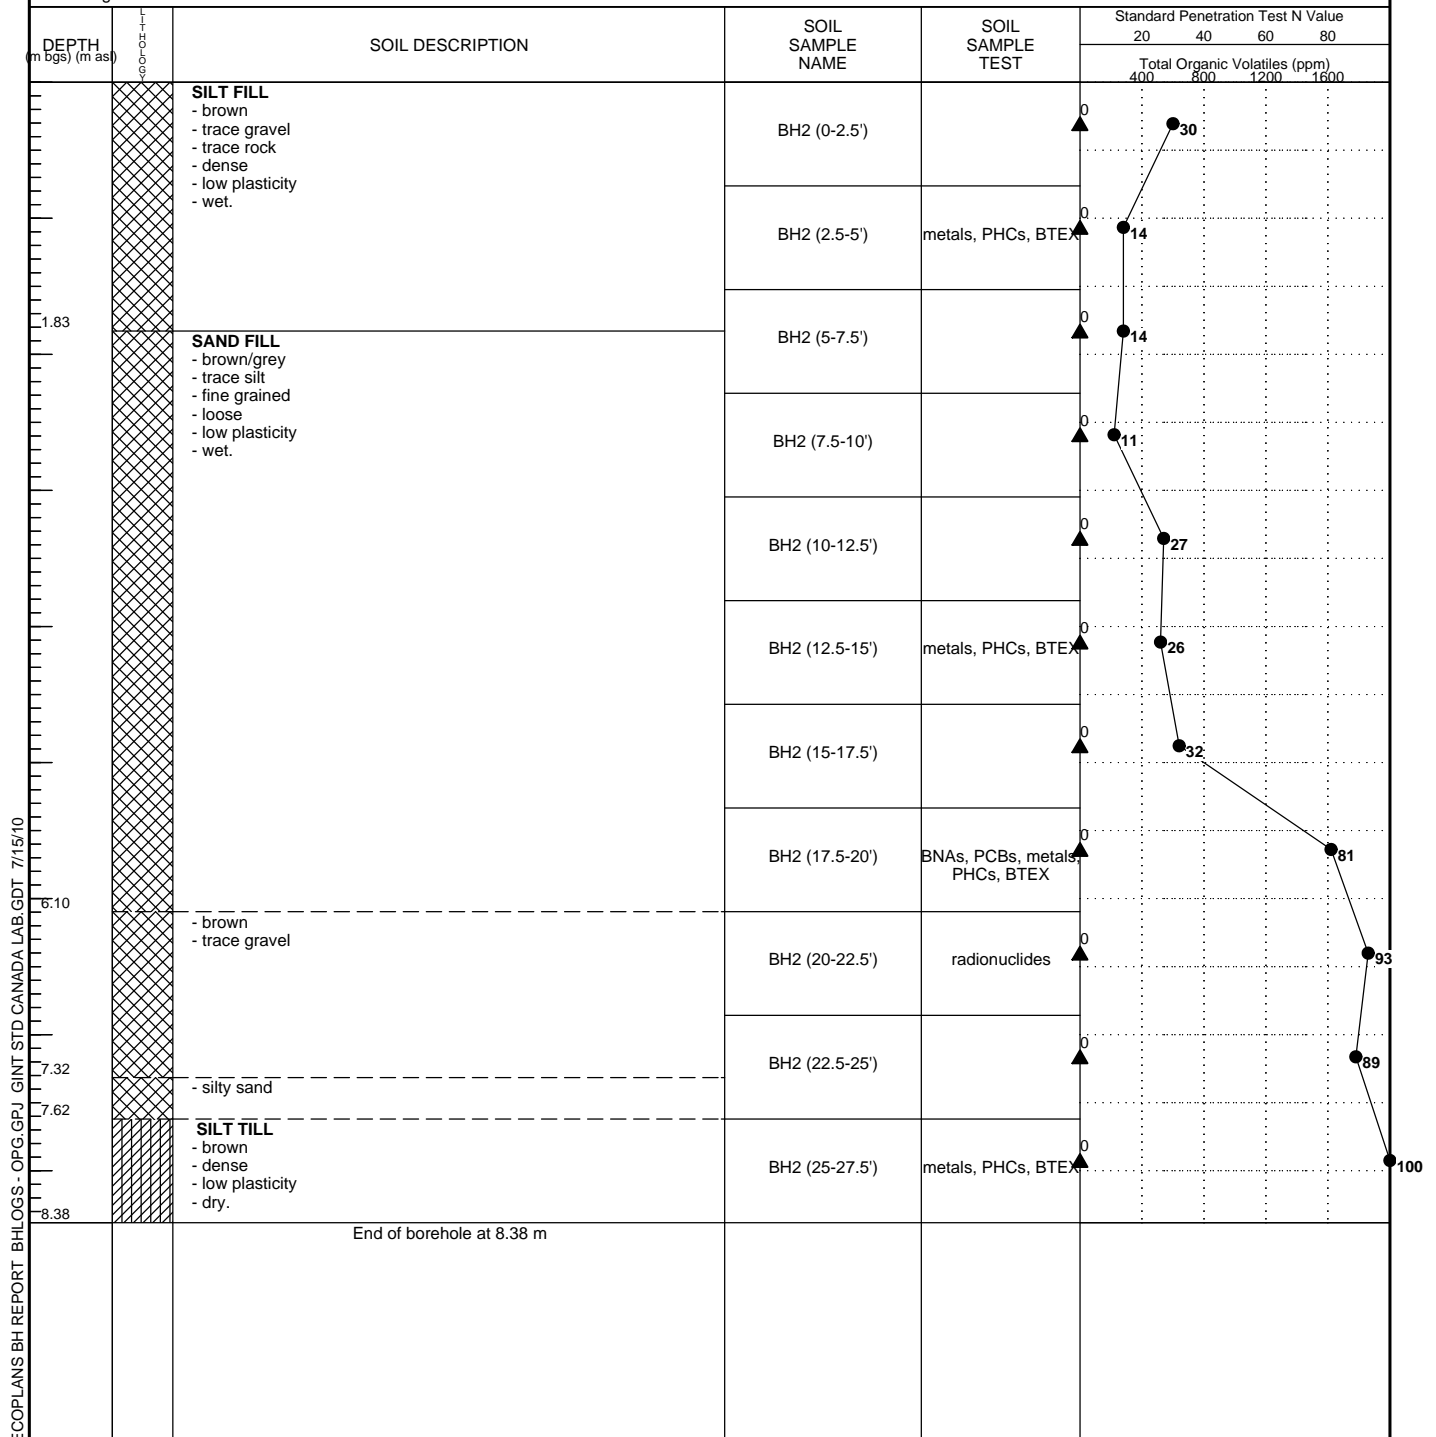 DEPTH
(m bgs) (m asl)
LITHOLOGY
SOIL DESCRIPTION
SOIL
SAMPLE
NAME
SOIL
SAMPLE
TEST
Standard Penetration Test N Value
20 40 60 80
Total Organic Volatiles (ppm)
400 800 1200 1600
SILT FILL
- brown
- trace gravel
- trace rock
- dense
- low plasticity
- wet.
BH2 (0-2.5')
0
30
BH2 (2.5-5')
metals, PHCs, BTEX
0
14
1.83
SAND FILL
- brown/grey
- trace silt
- fine grained
- loose
- low plasticity
- wet.
BH2 (5-7.5')
0
14
BH2 (7.5-10')
0
11
BH2 (10-12.5')
0
27
BH2 (12.5-15')
metals, PHCs, BTEX
0
26
BH2 (15-17.5')
0
32
BH2 (17.5-20')
BNAs, PCBs, metals,
PHCs, BTEX
0
81
6.10
- brown
- trace gravel
BH2 (20-22.5')
radionuclides
0
93
7.32
- silty sand
BH2 (22.5-25')
0
89
7.62
SILT TILL
- brown
- dense
- low plasticity
- dry.
BH2 (25-27.5')
metals, PHCs, BTEX
0
100
8.38
End of borehole at 8.38 m
ECOPLANS BH REPORT BHLOGS - OPG.GPJ GINT STD CANADA LAB.GDT 7/15/10